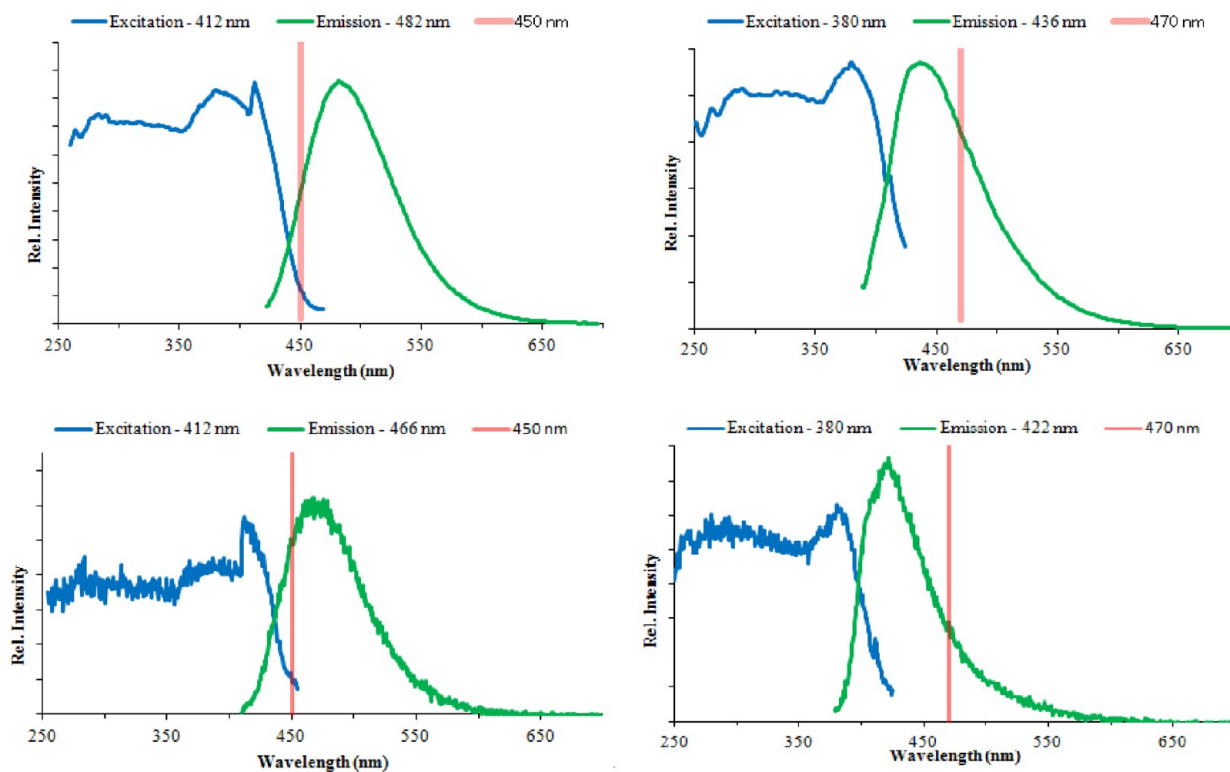 Excitation - 412 nm Emission - 482 nm 450 nm
Rel. Intensity
250 350 450 550 650
Wavelength (nm)
Excitation - 380 nm Emission - 436 nm 470 nm
Rel. Intensity
250 350 450 550 650
Wavelength (nm)
Excitation - 412 nm Emission - 466 nm 450 nm
Rel. Intensity
250 350 450 550 650
Wavelength (nm)
Excitation - 380 nm Emission - 422 nm 470 nm
Rel. Intensity
250 350 450 550 650
Wavelength (nm)